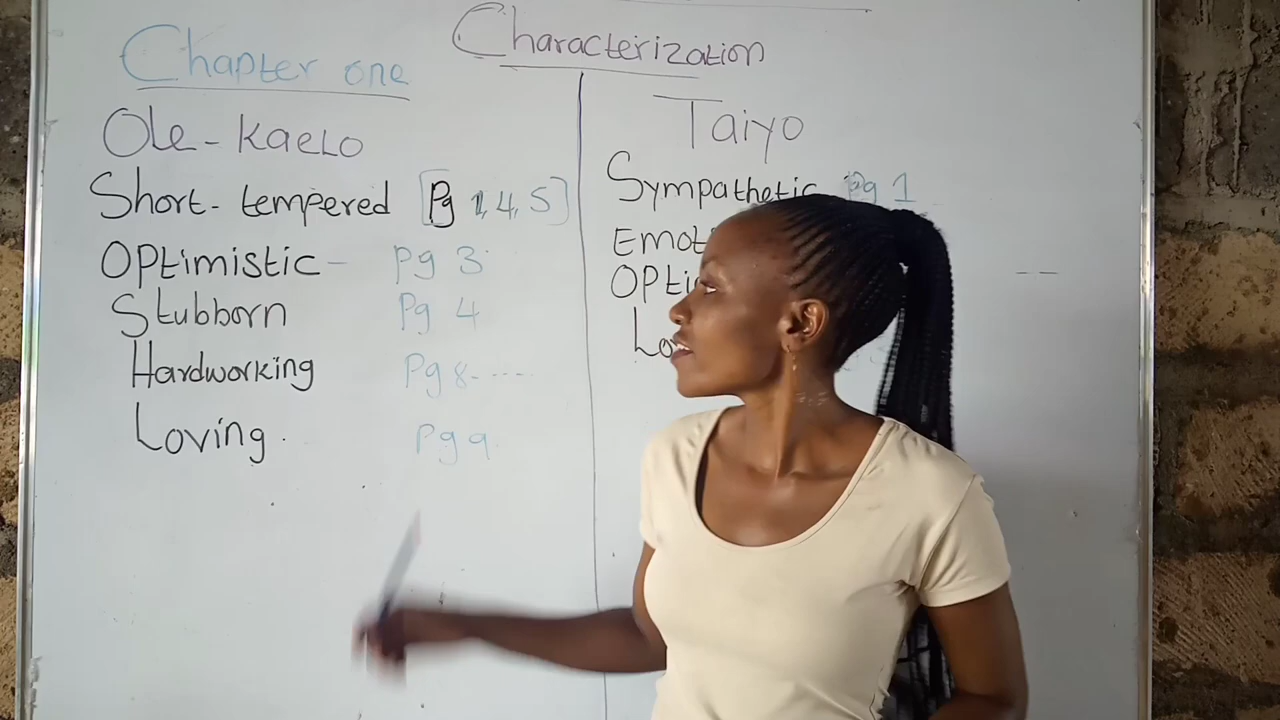 Characterization
Chapter one
Ole-Kaelo
Short-tempered [Pg 1,4,5]
Optimistic - Pg 3
Stubborn Pg 4
Hardworking Pg 8-----
Loving. Pg 9
Taiyo
Sympathetic Pg 1